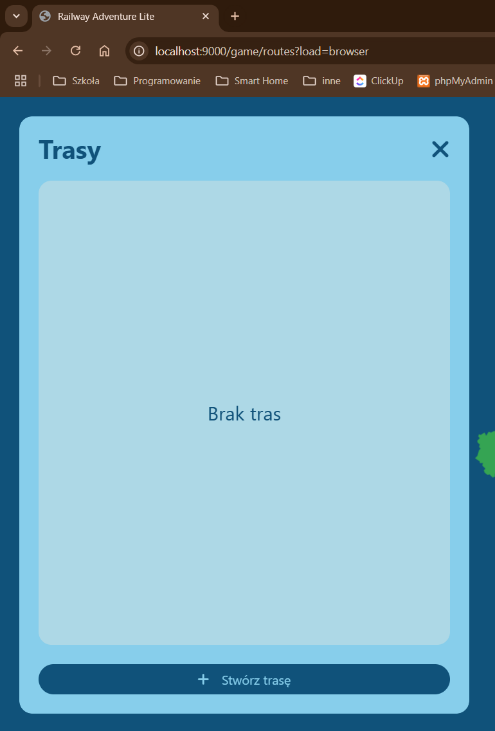 Railway Adventure Lite
localhost:9000/game/routes?load=browser
Szkoła Programowanie Smart Home inne ClickUp phpMyAdmin
Trasy
Brak tras
Stwórz trasę